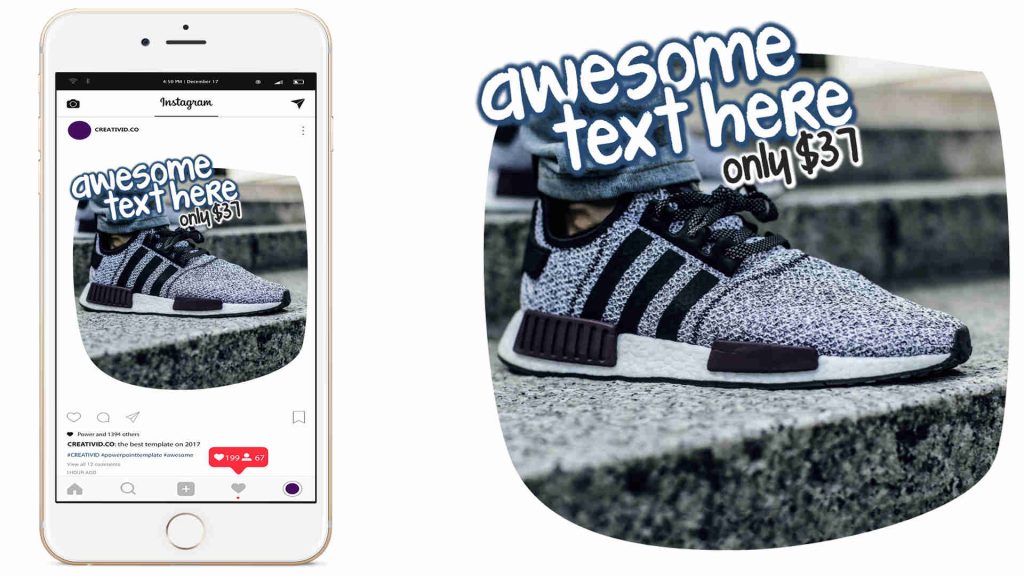 4:50 PM | December 17
Instagram
CREATIVID.CO
awesome
text here
only $37
Power and 1394 others
CREATIVID.CO: the best template on 2017
#CREATIVID #powerpointtemplate #awesome
View all 12 comments
1 HOUR AGO
199 67
awesome
text here
only $37